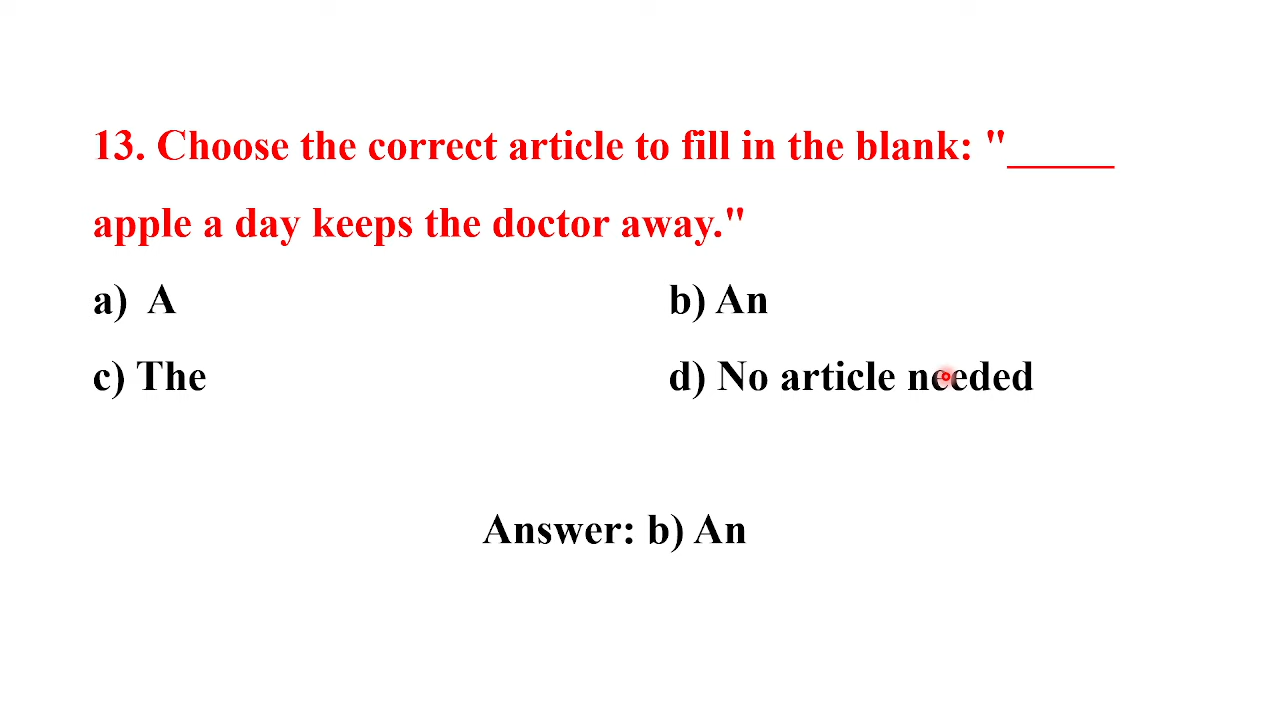 13. Choose the correct article to fill in the blank: "_____
apple a day keeps the doctor away."
a) A b) An
c) The d) No article needed
Answer: b) An